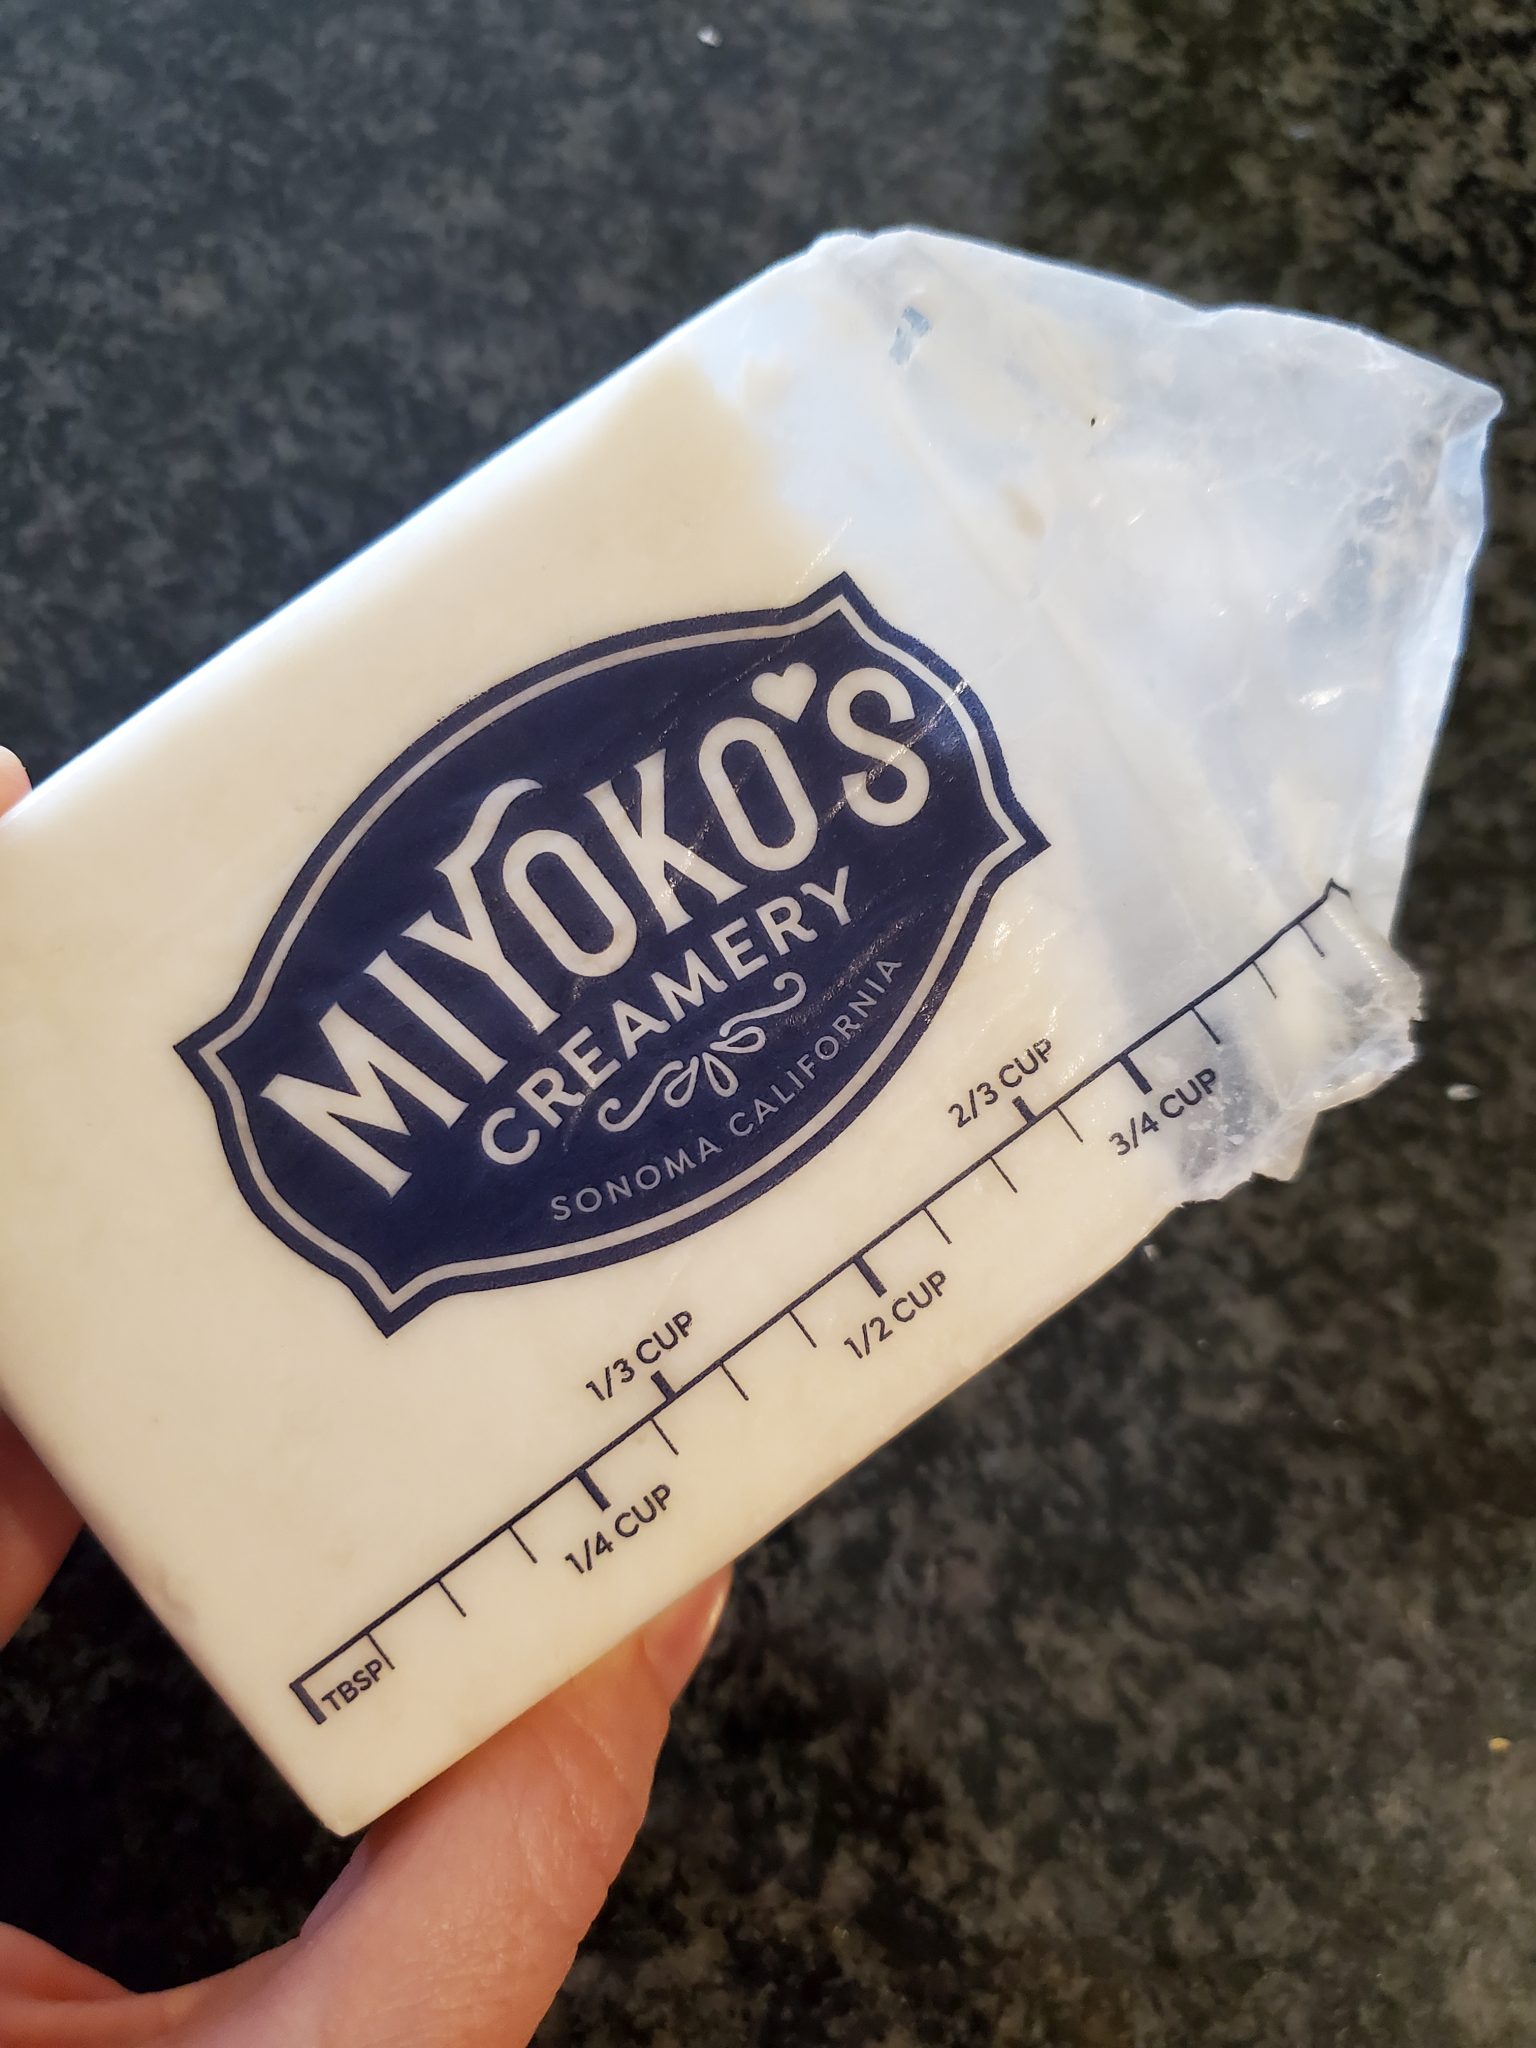 MIYOKO'S
CREAMERY
SONOMA CALIFORNIA
1/3 CUP
2/3 CUP
TBSP
1/4 CUP
1/2 CUP
3/4 CUP